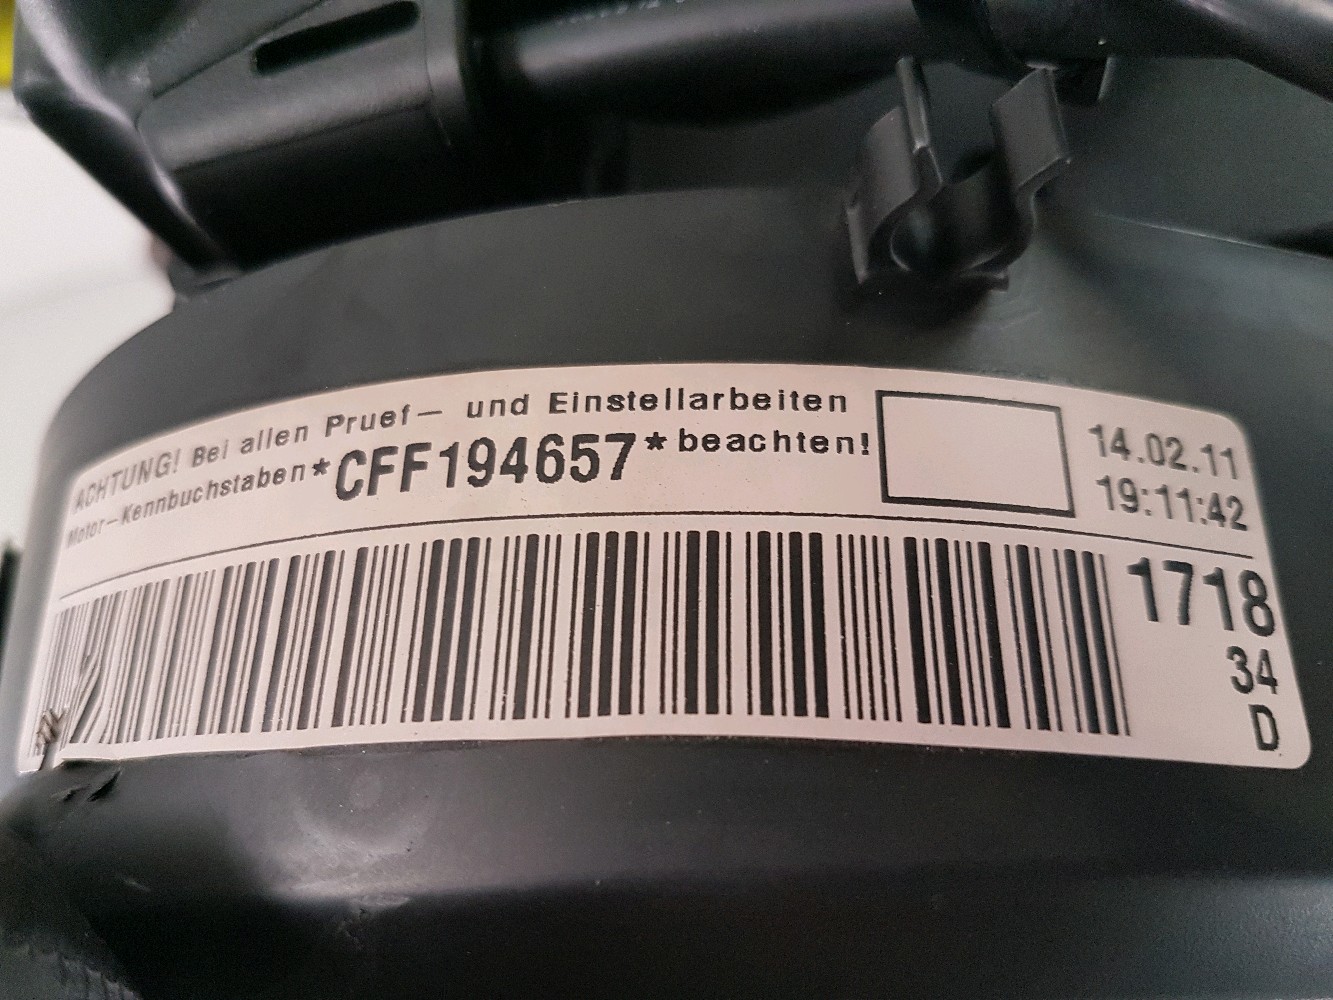 ACHTUNG! Bei allen Pruef- und Einstellarbeiten
Motor-Kennbuchstaben*CFF194657*beachten!
14.02.11
19:11:42
1718
34
D